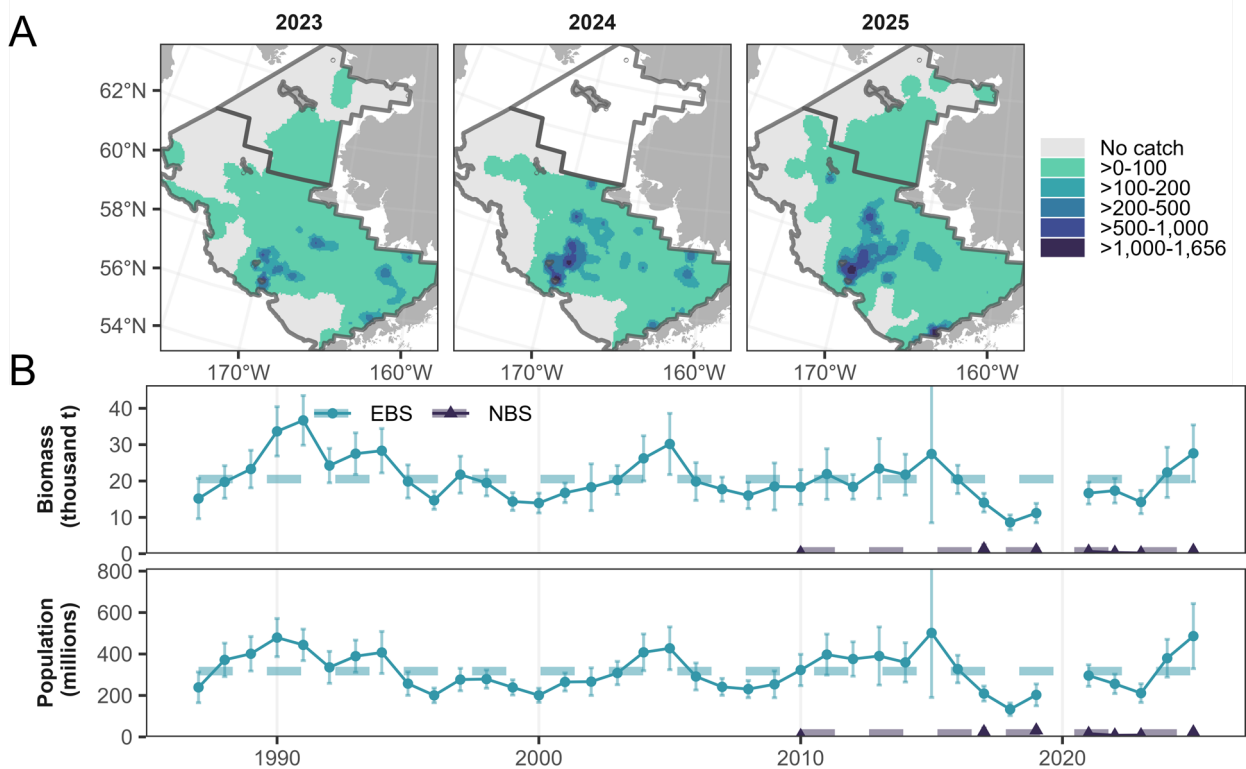 A
2023 2024 2025
62°N
60°N
58°N
56°N
54°N
No catch
>0-100
>100-200
>200-500
>500-1,000
>1,000-1,656
170°W 160°W 170°W 160°W 170°W 160°W
B
EBS NBS
Biomass
(thousand t)
40
30
20
10
0
Population
(millions)
800
600
400
200
0
1990 2000 2010 2020